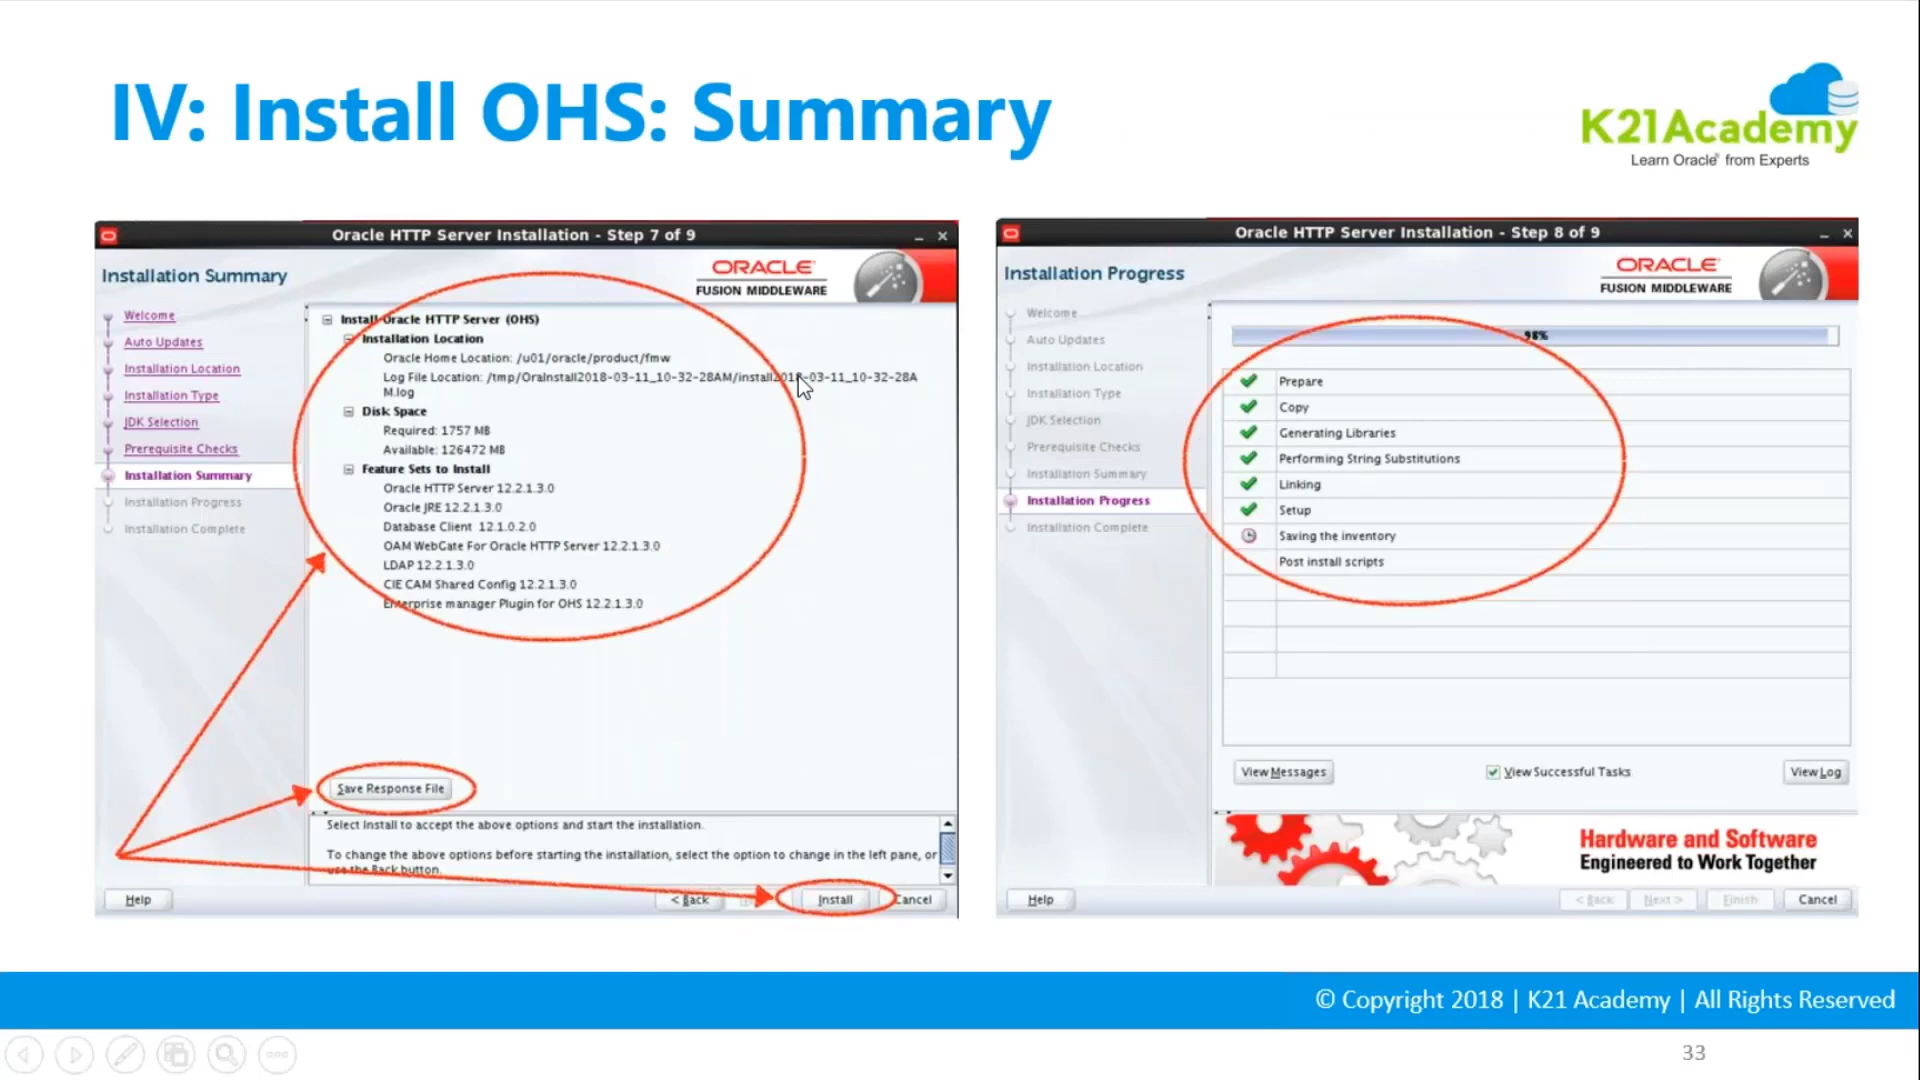 IV: Install OHS: Summary
K21Academy
Learn Oracle® from Experts
Oracle HTTP Server Installation - Step 7 of 9
Installation Summary
ORACLE
FUSION MIDDLEWARE
Welcome
Auto Updates
Installation Location
Installation Type
JDK Selection
Prerequisite Checks
Installation Summary
Installation Progress
Installation Complete
Install Oracle HTTP Server (OHS)
Installation Location
Oracle Home Location: /u01/oracle/product/fmw
Log File Location: /tmp/OraInstall2018-03-11_10-32-28AM/install2018-03-11_10-32-28A
M.log
Disk Space
Required: 1757 MB
Available: 126472 MB
Feature Sets to Install
Oracle HTTP Server 12.2.1.3.0
Oracle JRE 12.2.1.3.0
Database Client 12.1.0.2.0
OAM WebGate For Oracle HTTP Server 12.2.1.3.0
LDAP 12.2.1.3.0
CIE CAM Shared Config 12.2.1.3.0
Enterprise manager Plugin for OHS 12.2.1.3.0
Save Response File
Select Install to accept the above options and start the installation.
To change the above options before starting the installation, select the option to change in the left pane, or
use the Back button.
Help
< Back
Install
Cancel
Oracle HTTP Server Installation - Step 8 of 9
Installation Progress
ORACLE
FUSION MIDDLEWARE
Welcome
Auto Updates
Installation Location
Installation Type
JDK Selection
Prerequisite Checks
Installation Summary
Installation Progress
Installation Complete
98%
Prepare
Copy
Generating Libraries
Performing String Substitutions
Linking
Setup
Saving the inventory
Post install scripts
View Messages
View Successful Tasks
View Log
Hardware and Software
Engineered to Work Together
Help
< Back
Next >
Finish
Cancel
© Copyright 2018 | K21 Academy | All Rights Reserved
33